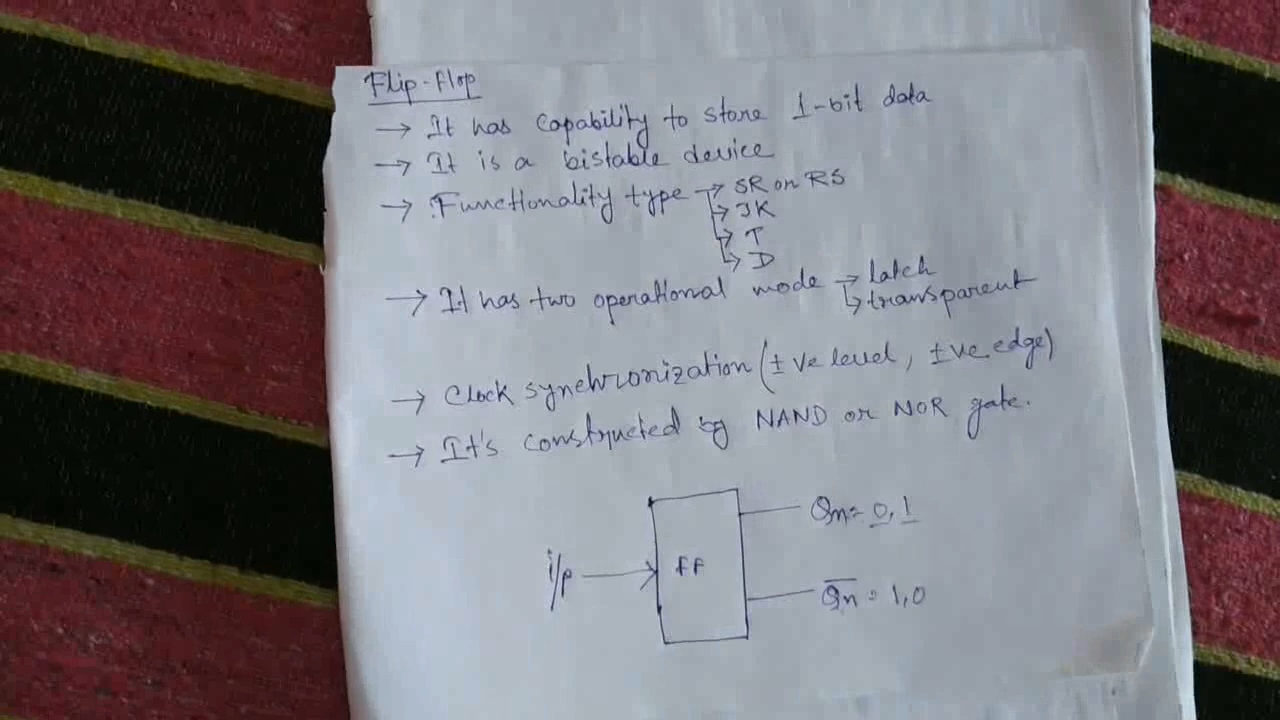 Flip-Flop
→ It has capability to store 1-bit data
→ It is a bistable device
→ Functionality type → SR or RS
→ JK
→ T
→ D
→ It has two operational mode → latch
→ transparent
→ Clock synchronization (±ve level, ±ve edge)
→ It's constructed by NAND or NOR gate.
i/p → FF
Qn = 0, 1
Q̅n̅ = 1,0